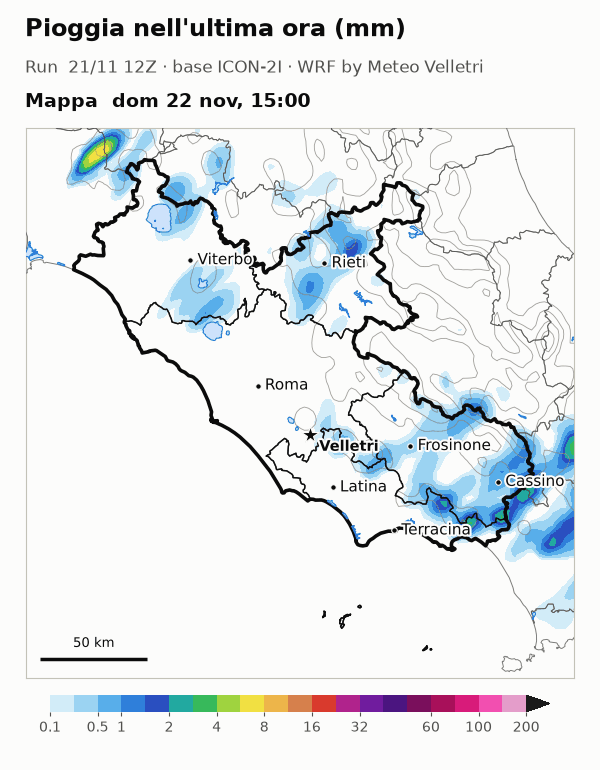 Pioggia nell'ultima ora (mm)
Run  21/11 12Z · base ICON-2I · WRF by Meteo Velletri
Mappa  dom 22 nov, 15:00
Viterbo
Rieti
Roma
Velletri
Frosinone
Cassino
Latina
Terracina
50 km
0.1 0.5 1 2 4 8 16 32 60 100 200